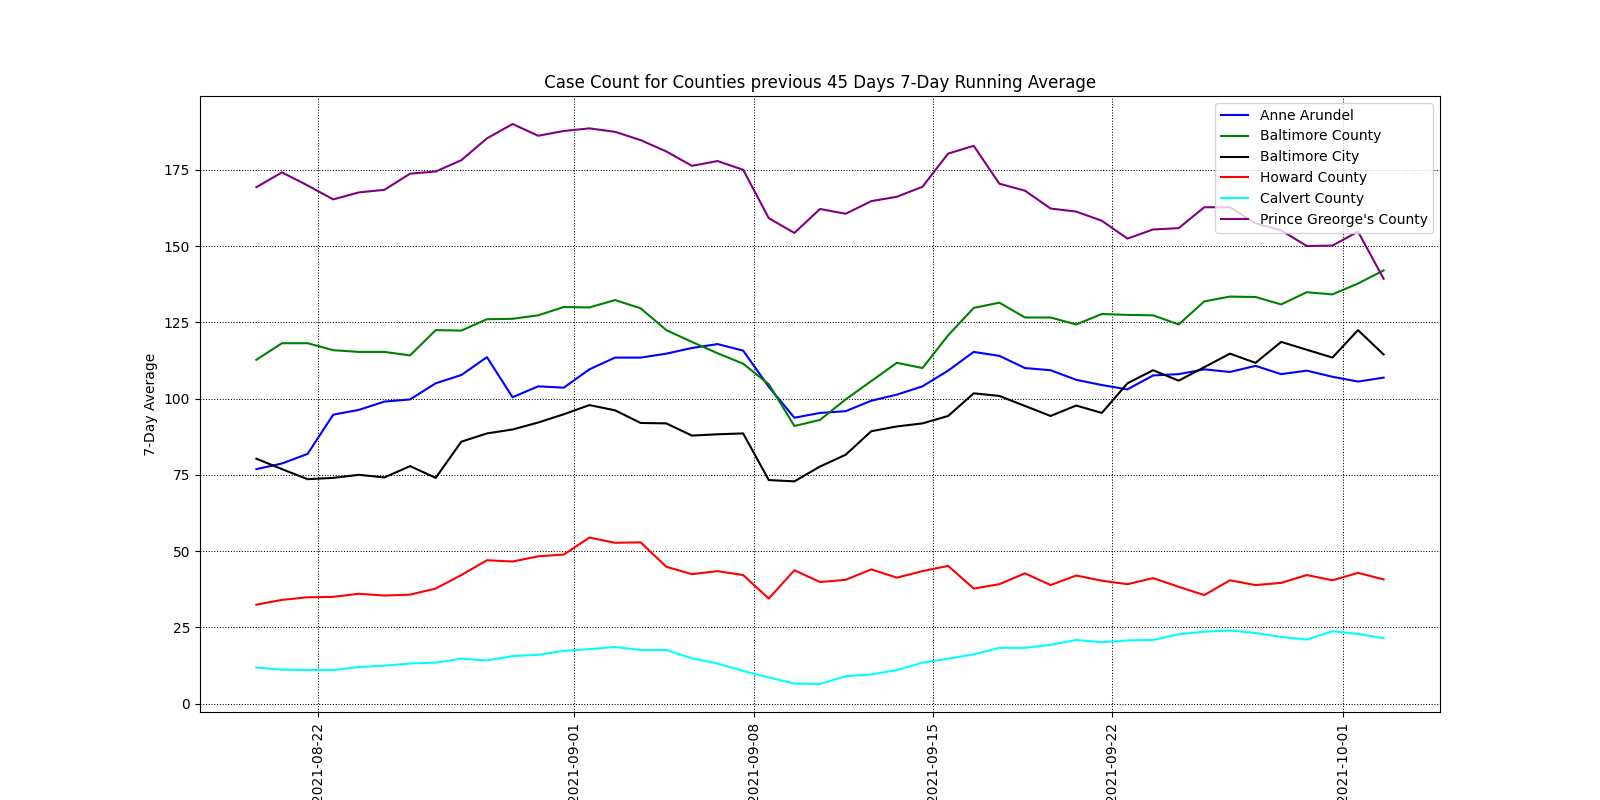 Case Count for Counties previous 45 Days 7-Day Running Average
Anne Arundel
Baltimore County
Baltimore City
Howard County
Calvert County
Prince Greorge's County
7-Day Average
175
150
125
100
75
50
25
0
2021-08-22
2021-09-01
2021-09-08
2021-09-15
2021-09-22
2021-10-01